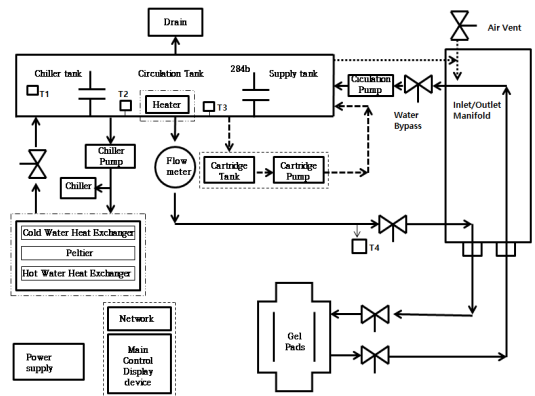 Drain
Air Vent
Chiller tank
Circulation Tank
284b
Supply tank
T1
T2
Heater
T3
Ciculation
Pump
Water
Bypass
Inlet/Outlet
Manifold
Chiller
Pump
Flow
meter
Cartridge
Tank
Cartridge
Pump
Chiller
Cold Water Heat Exchanger
Peltier
Hot Water Heat Exchanger
T4
Network
Gel
Pads
Power
supply
Main
Control
Display
device